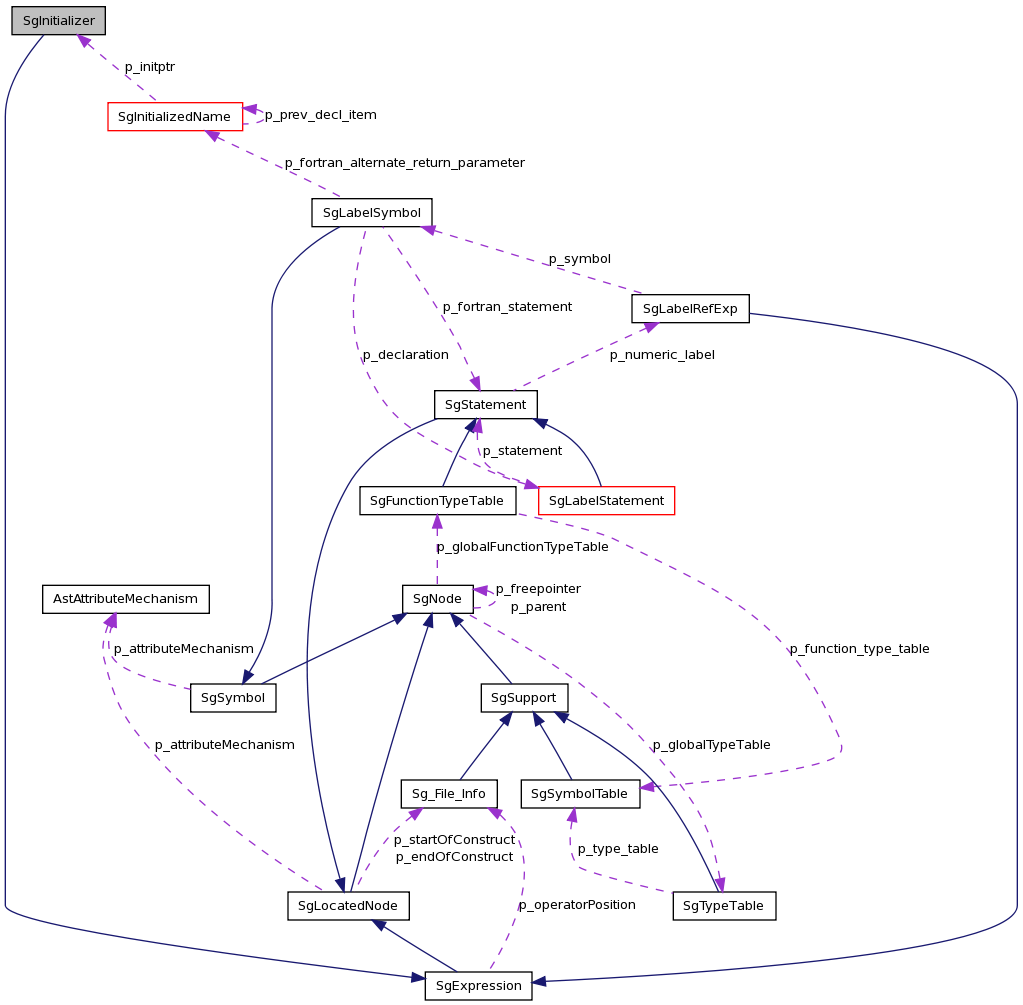 SgInitializer
p_initptr
SgInitializedName
p_prev_decl_item
p_fortran_alternate_return_parameter
SgLabelSymbol
p_symbol
SgLabelRefExp
p_fortran_statement
p_declaration
p_numeric_label
SgStatement
p_statement
SgFunctionTypeTable
SgLabelStatement
p_globalFunctionTypeTable
AstAttributeMechanism
SgNode
p_freepointer
p_parent
p_attributeMechanism
p_function_type_table
SgSymbol
SgSupport
p_attributeMechanism
p_globalTypeTable
Sg_File_Info
SgSymbolTable
p_startOfConstruct
p_endOfConstruct
p_type_table
SgLocatedNode
p_operatorPosition
SgTypeTable
SgExpression